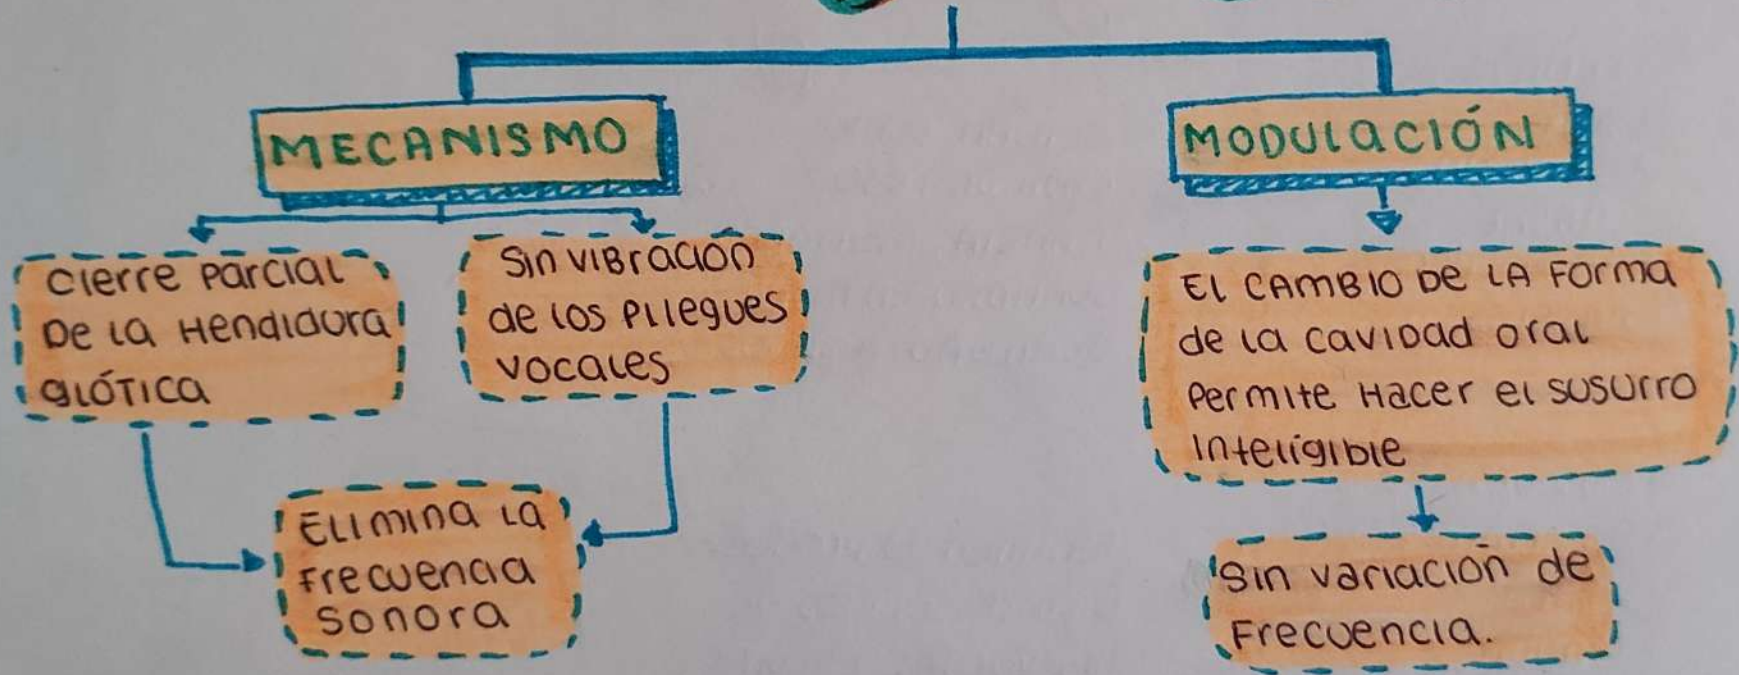 MECANISMO
MODULACIÓN
cierre parcial
De la Hendidura
glótica
Sin vibración
de los pliegues
vocales
Elimina la
Frecuencia
sonora
El cambio de la forma
de la cavidad oral
permite hacer el susurro
inteligible
Sin variación de
Frecuencia.